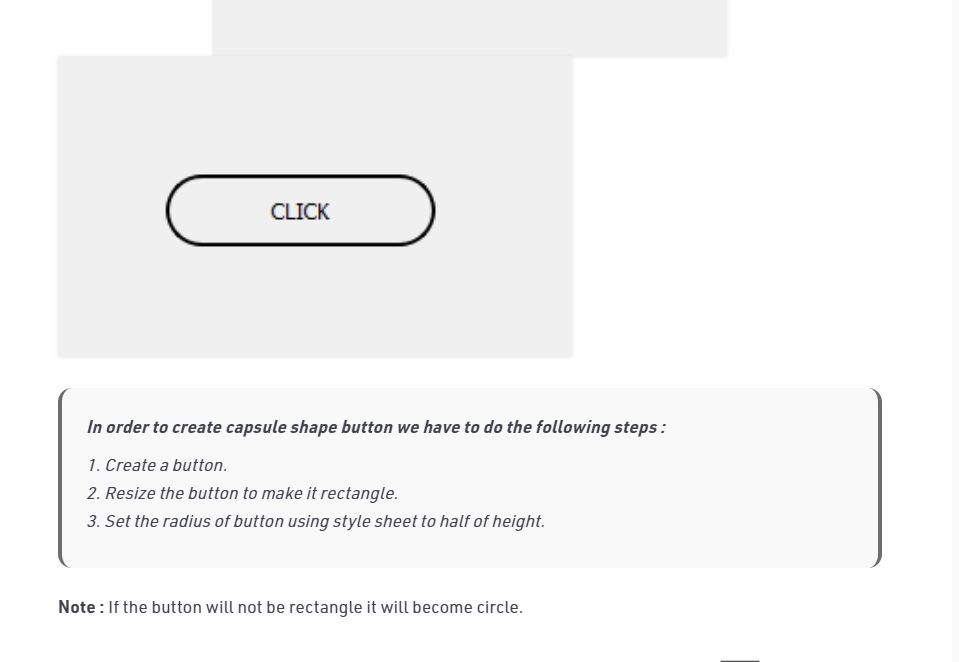 CLICK
In order to create capsule shape button we have to do the following steps :
1. Create a button.
2. Resize the button to make it rectangle.
3. Set the radius of button using style sheet to half of height.
Note : If the button will not be rectangle it will become circle.